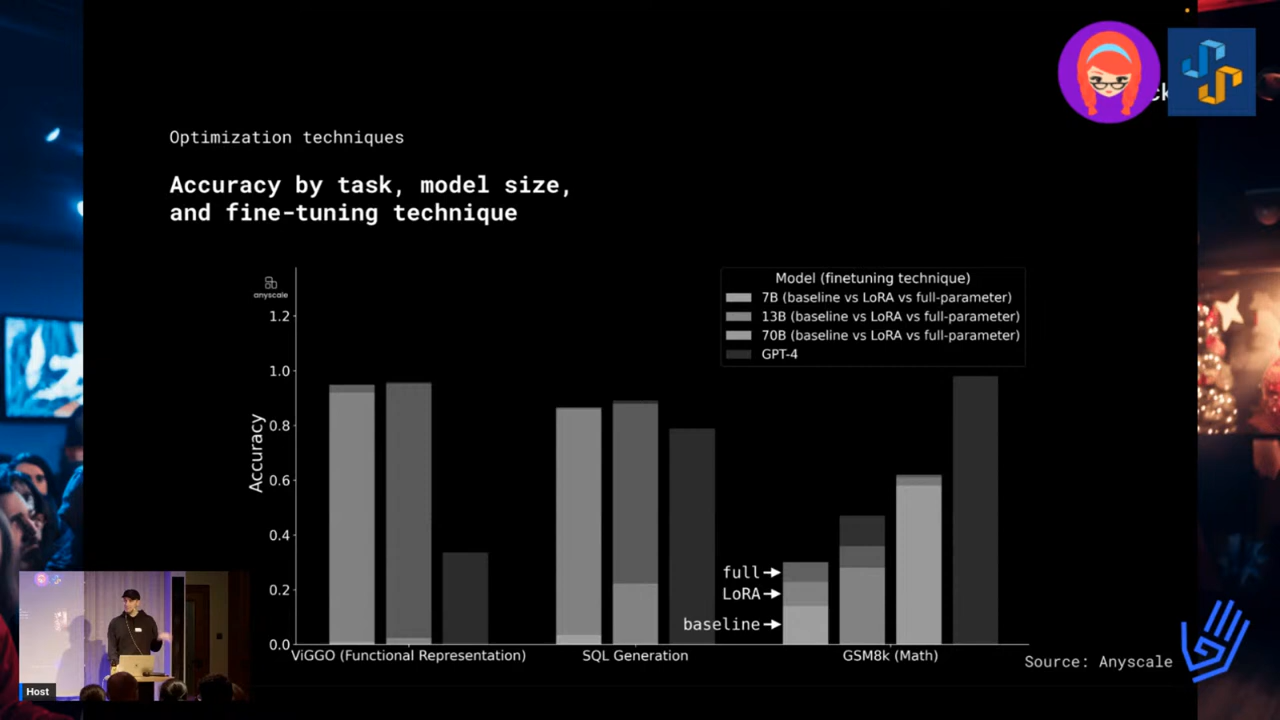 Optimization techniques
Accuracy by task, model size,
and fine-tuning technique
anyscale
Model (finetuning technique)
7B (baseline vs LoRA vs full-parameter)
13B (baseline vs LoRA vs full-parameter)
70B (baseline vs LoRA vs full-parameter)
GPT-4
Accuracy
1.2
1.0
0.8
0.6
0.4
0.2
0.0
full
LoRA
baseline
ViGGO (Functional Representation)
SQL Generation
GSM8k (Math)
Source: Anyscale
Host